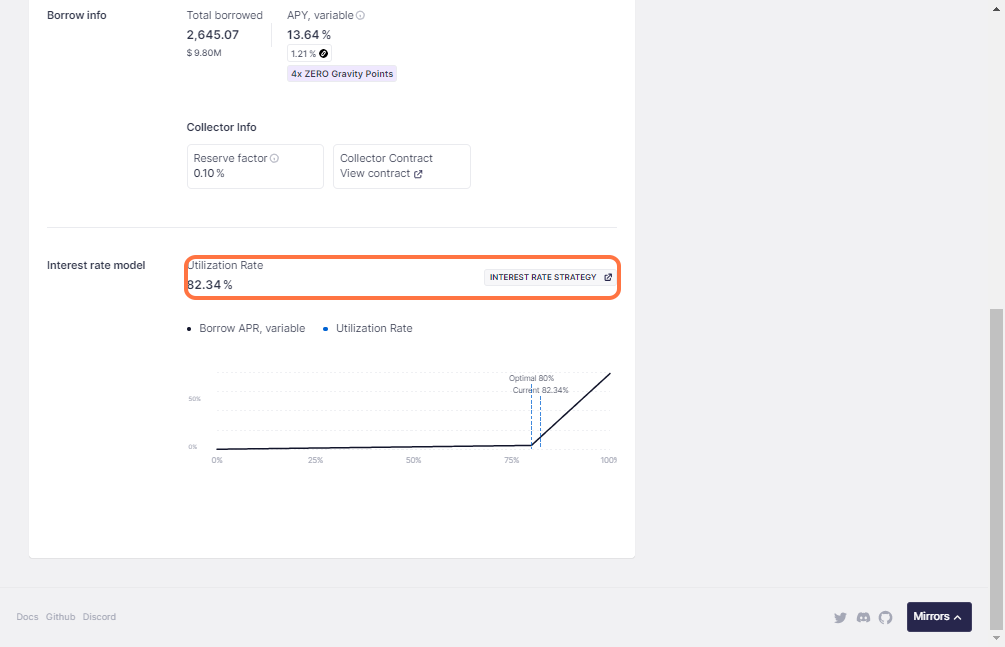 Borrow info
Total borrowed
2,645.07
$ 9.80M
APY, variable
13.64 %
1.21 %
4x ZERO Gravity Points
Collector Info
Reserve factor
0.10 %
Collector Contract
View contract
Interest rate model
Utilization Rate
82.34 %
INTEREST RATE STRATEGY
Borrow APR, variable
Utilization Rate
Optimal 80%
Current 82.34%
50%
0%
0%
25%
50%
75%
100%
Docs Github Discord
Mirrors